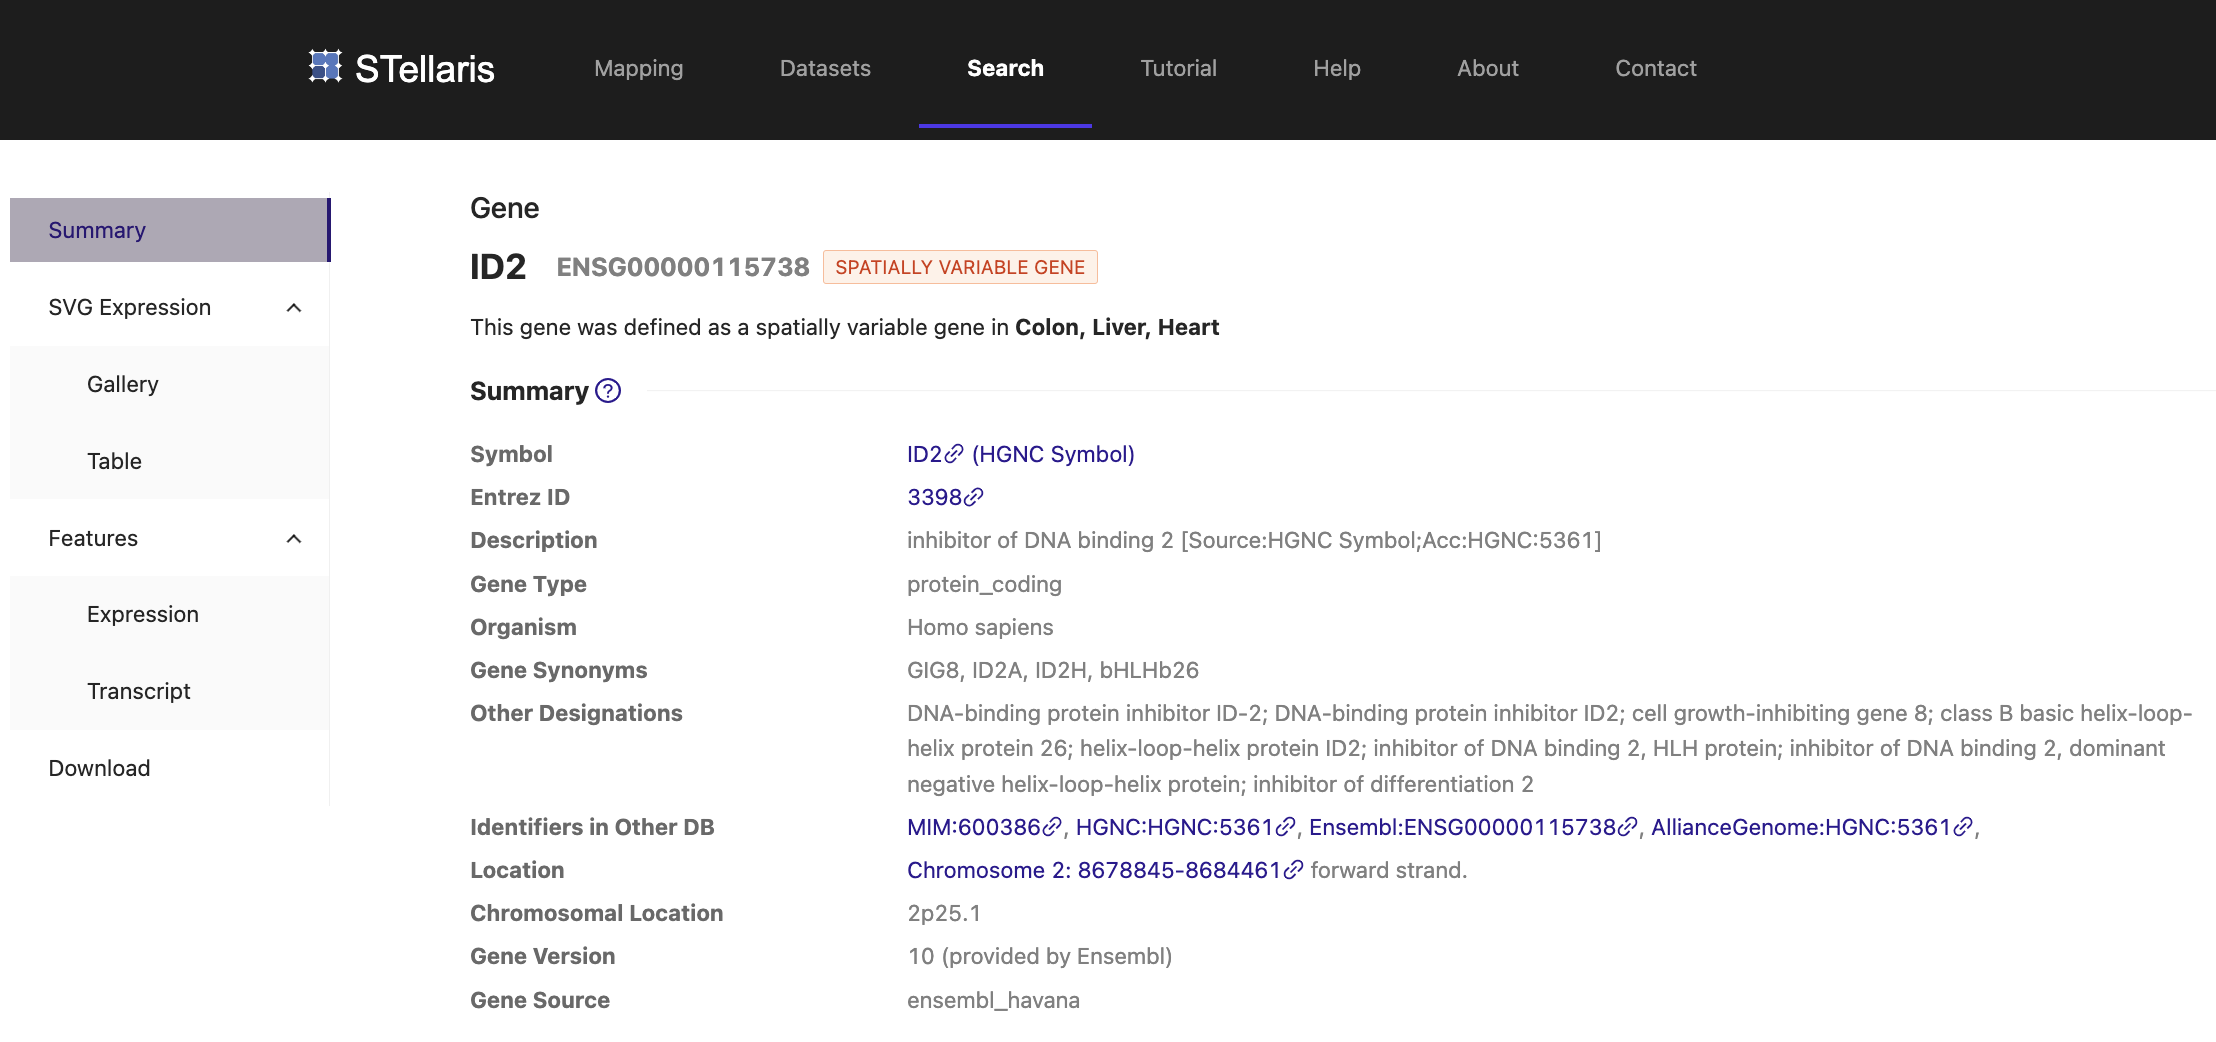 STellaris
Mapping
Datasets
Search
Tutorial
Help
About
Contact
Summary
SVG Expression
Gallery
Table
Features
Expression
Transcript
Download
Gene
ID2 ENSG00000115738 SPATIALLY VARIABLE GENE
This gene was defined as a spatially variable gene in Colon, Liver, Heart
Summary ?
Symbol ID2 (HGNC Symbol)
Entrez ID 3398
Description inhibitor of DNA binding 2 [Source:HGNC Symbol;Acc:HGNC:5361]
Gene Type protein_coding
Organism Homo sapiens
Gene Synonyms GIG8, ID2A, ID2H, bHLHb26
Other Designations DNA-binding protein inhibitor ID-2; DNA-binding protein inhibitor ID2; cell growth-inhibiting gene 8; class B basic helix-loop-
helix protein 26; helix-loop-helix protein ID2; inhibitor of DNA binding 2, HLH protein; inhibitor of DNA binding 2, dominant
negative helix-loop-helix protein; inhibitor of differentiation 2
Identifiers in Other DB MIM:600386, HGNC:HGNC:5361, Ensembl:ENSG00000115738, AllianceGenome:HGNC:5361,
Location Chromosome 2: 8678845-8684461 forward strand.
Chromosomal Location 2p25.1
Gene Version 10 (provided by Ensembl)
Gene Source ensembl_havana